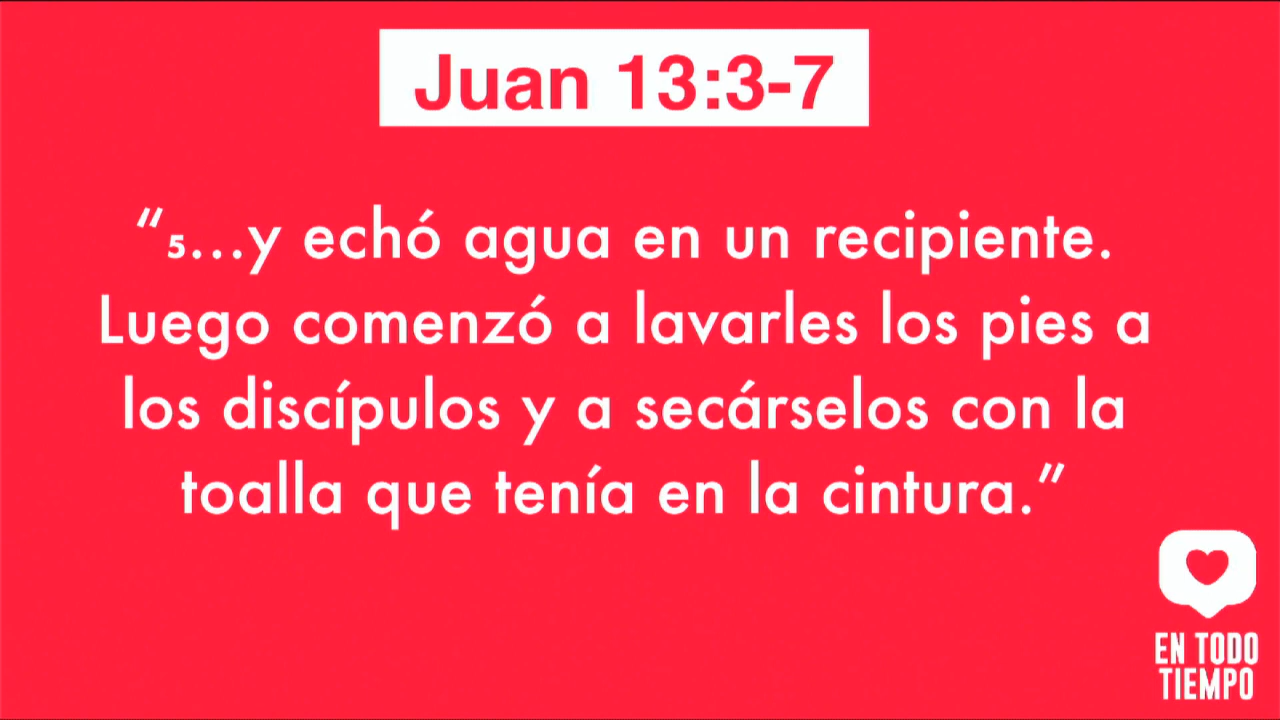 Juan 13:3-7
“5...y echó agua en un recipiente.
Luego comenzó a lavarles los pies a
los discípulos y a secárselos con la
toalla que tenía en la cintura.”
EN TODO
TIEMPO